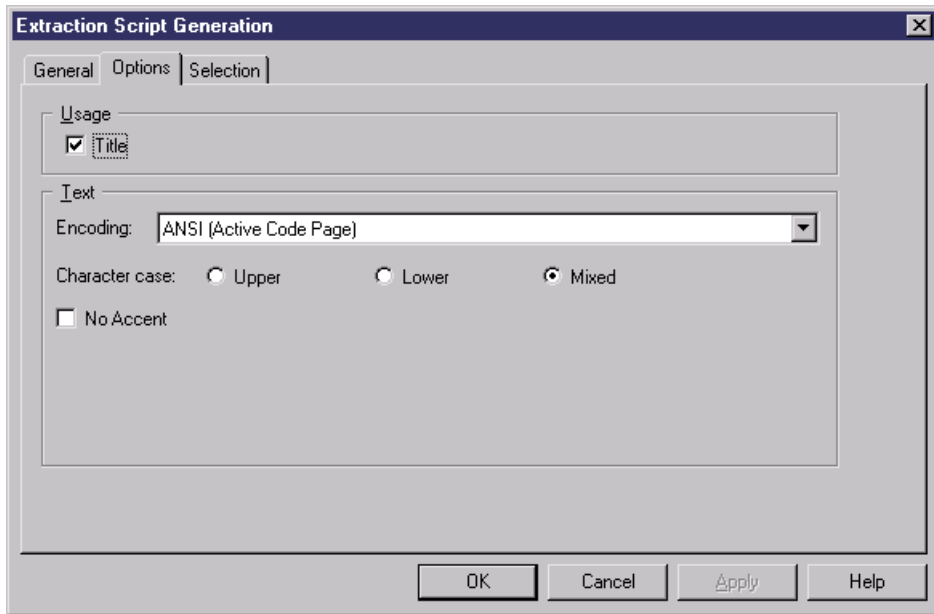 Extraction Script Generation
General Options Selection
Usage
Title
Text
Encoding: ANSI (Active Code Page)
Character case: Upper Lower Mixed
No Accent
OK Cancel Apply Help